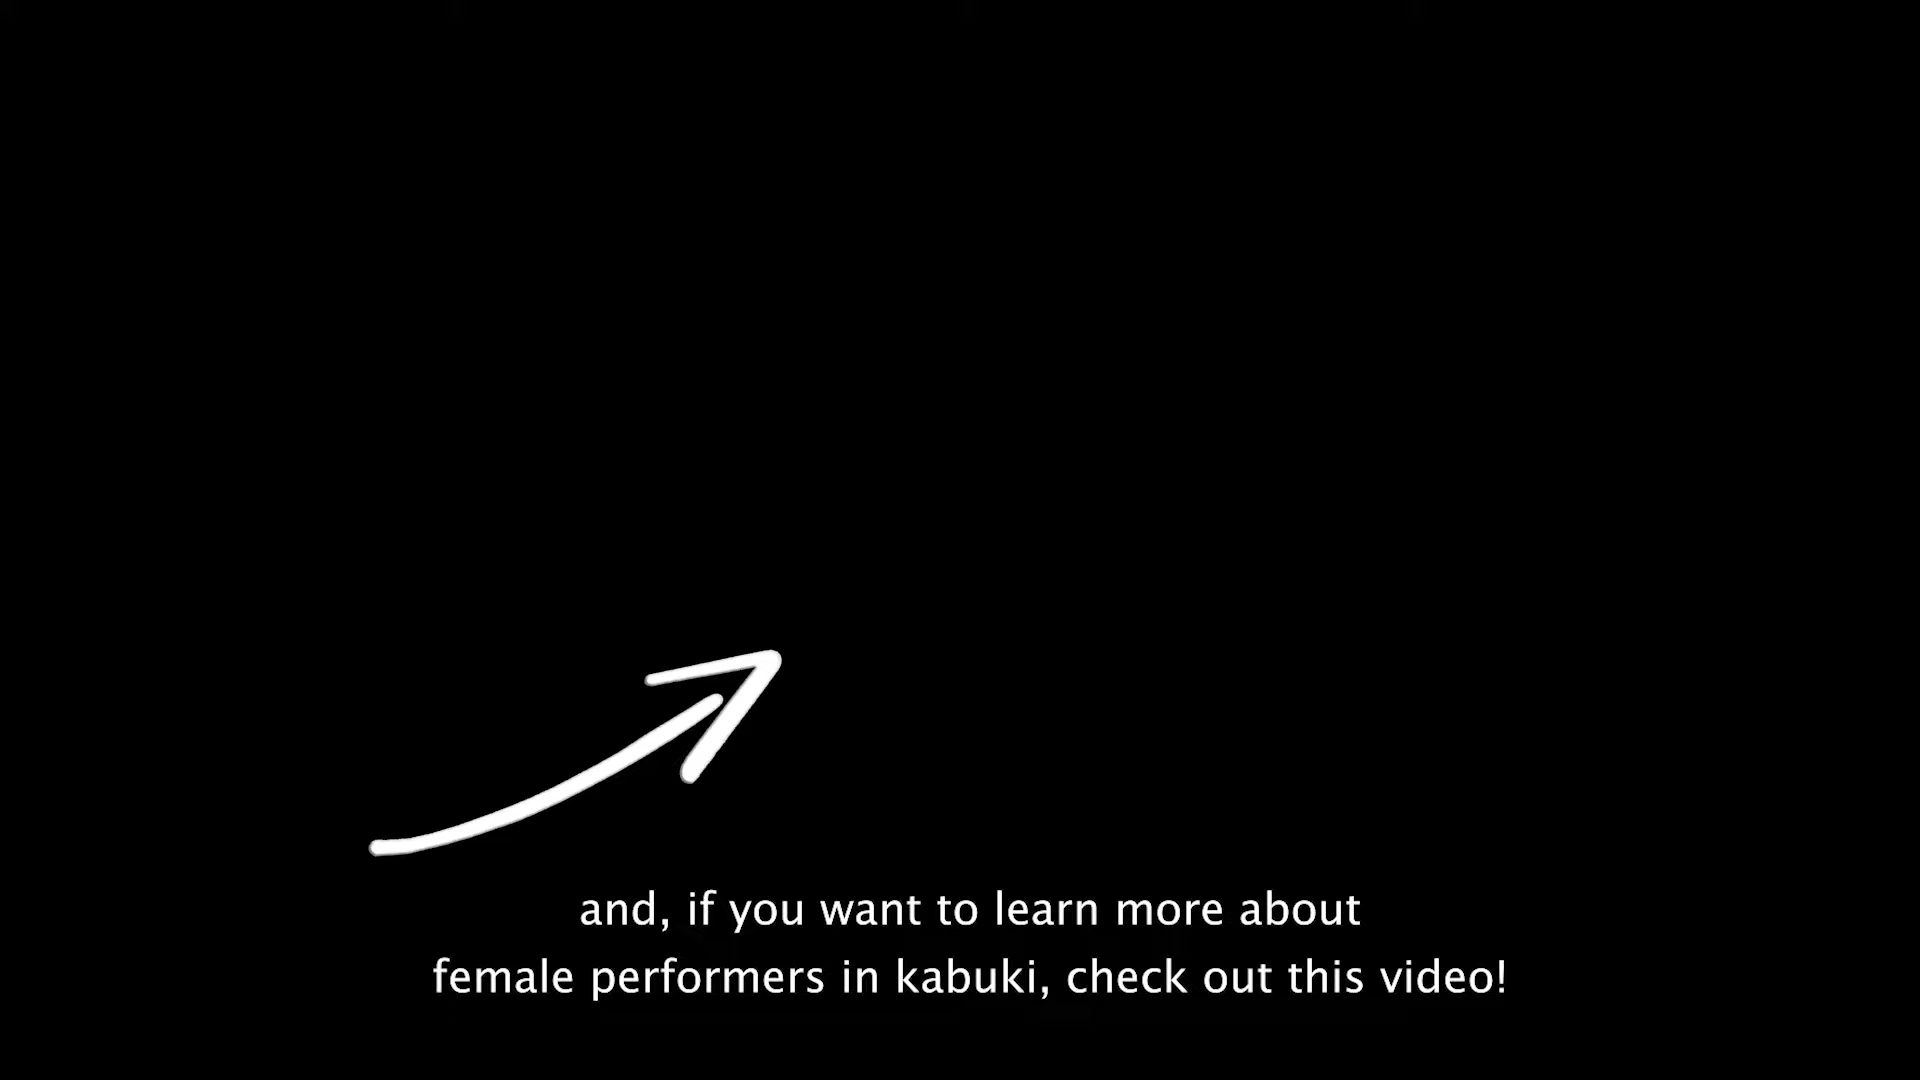 and, if you want to learn more about
female performers in kabuki, check out this video!